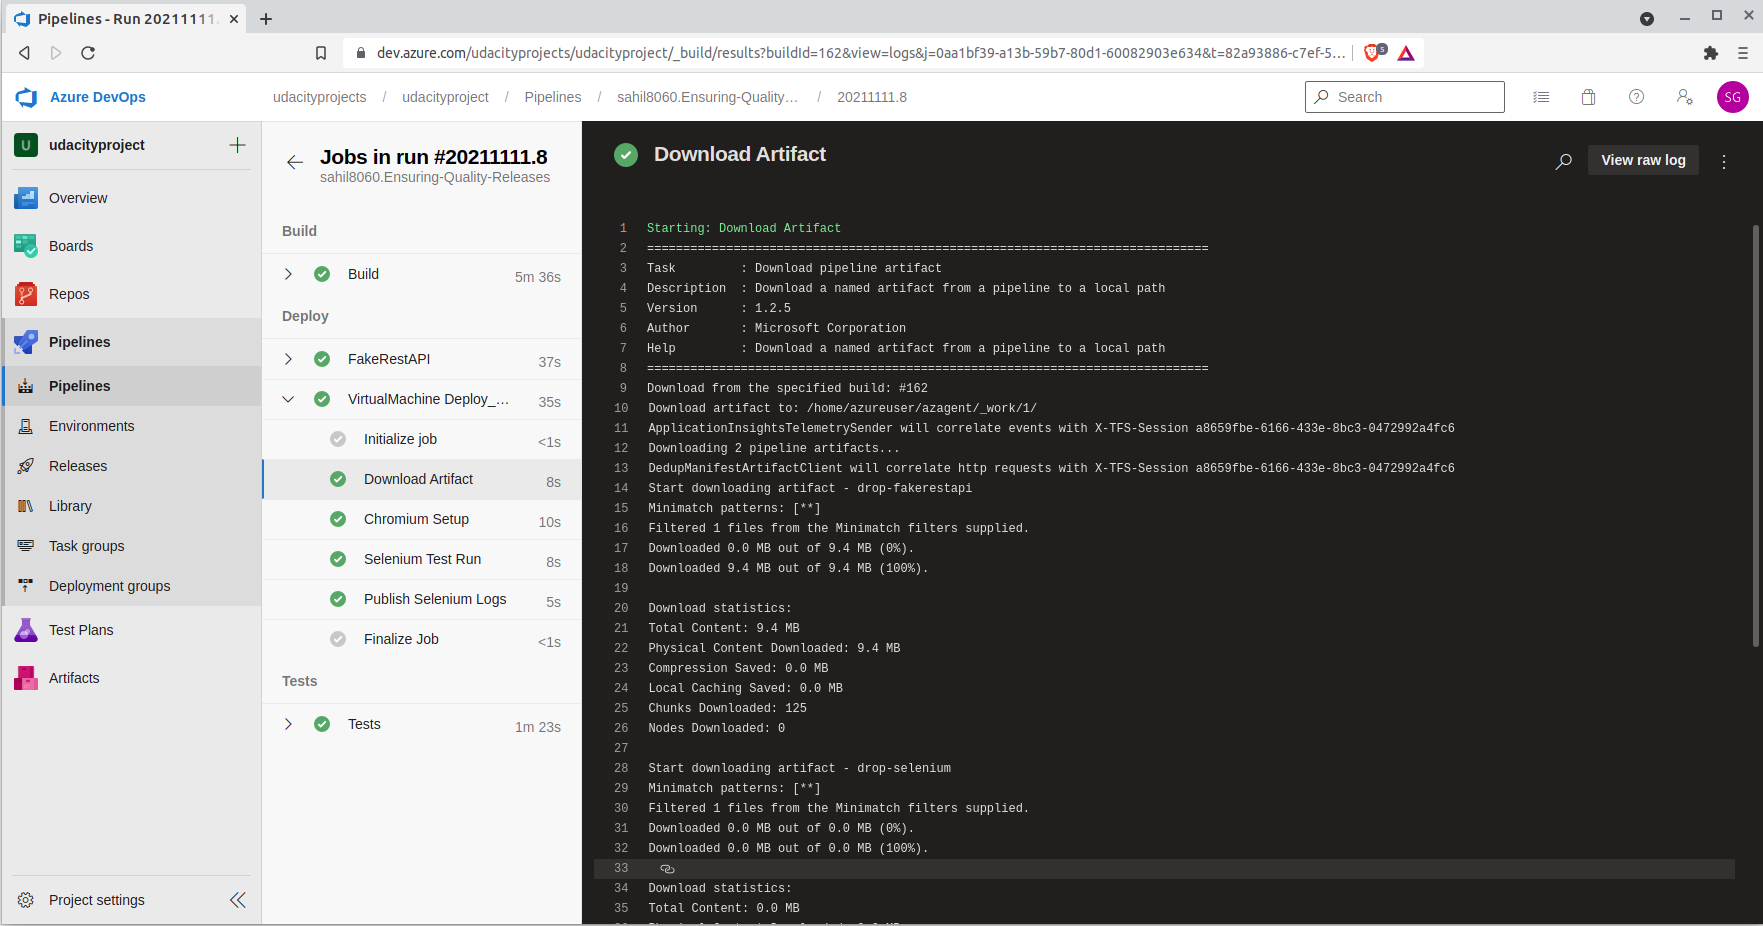 Pipelines - Run 20211111.
dev.azure.com/udacityprojects/udacityproject/_build/results?buildId=162&view=logs&j=0aa1bf39-a13b-59b7-80d1-60082903e634&t=82a93886-c7ef-5...
5
Azure DevOps
udacityprojects / udacityproject / Pipelines / sahil8060.Ensuring-Quality... / 20211111.8
Search
SG
U udacityproject
Overview
Boards
Repos
Pipelines
Pipelines
Environments
Releases
Library
Task groups
Deployment groups
Test Plans
Artifacts
Project settings
Jobs in run #20211111.8
sahil8060.Ensuring-Quality-Releases
Build
Build 5m 36s
Deploy
FakeRestAPI 37s
VirtualMachine Deploy_... 35s
Initialize job <1s
Download Artifact 8s
Chromium Setup 10s
Selenium Test Run 8s
Publish Selenium Logs 5s
Finalize Job <1s
Tests
Tests 1m 23s
Download Artifact
View raw log
1 Starting: Download Artifact
2 ==============================================================================
3 Task         : Download pipeline artifact
4 Description  : Download a named artifact from a pipeline to a local path
5 Version      : 1.2.5
6 Author       : Microsoft Corporation
7 Help         : Download a named artifact from a pipeline to a local path
8 ==============================================================================
9 Download from the specified build: #162
10 Download artifact to: /home/azureuser/azagent/_work/1/
11 ApplicationInsightsTelemetrySender will correlate events with X-TFS-Session a8659fbe-6166-433e-8bc3-0472992a4fc6
12 Downloading 2 pipeline artifacts...
13 DedupManifestArtifactClient will correlate http requests with X-TFS-Session a8659fbe-6166-433e-8bc3-0472992a4fc6
14 Start downloading artifact - drop-fakerestapi
15 Minimatch patterns: [**]
16 Filtered 1 files from the Minimatch filters supplied.
17 Downloaded 0.0 MB out of 9.4 MB (0%).
18 Downloaded 9.4 MB out of 9.4 MB (100%).
19
20 Download statistics:
21 Total Content: 9.4 MB
22 Physical Content Downloaded: 9.4 MB
23 Compression Saved: 0.0 MB
24 Local Caching Saved: 0.0 MB
25 Chunks Downloaded: 125
26 Nodes Downloaded: 0
27
28 Start downloading artifact - drop-selenium
29 Minimatch patterns: [**]
30 Filtered 1 files from the Minimatch filters supplied.
31 Downloaded 0.0 MB out of 0.0 MB (0%).
32 Downloaded 0.0 MB out of 0.0 MB (100%).
33
34 Download statistics:
35 Total Content: 0.0 MB